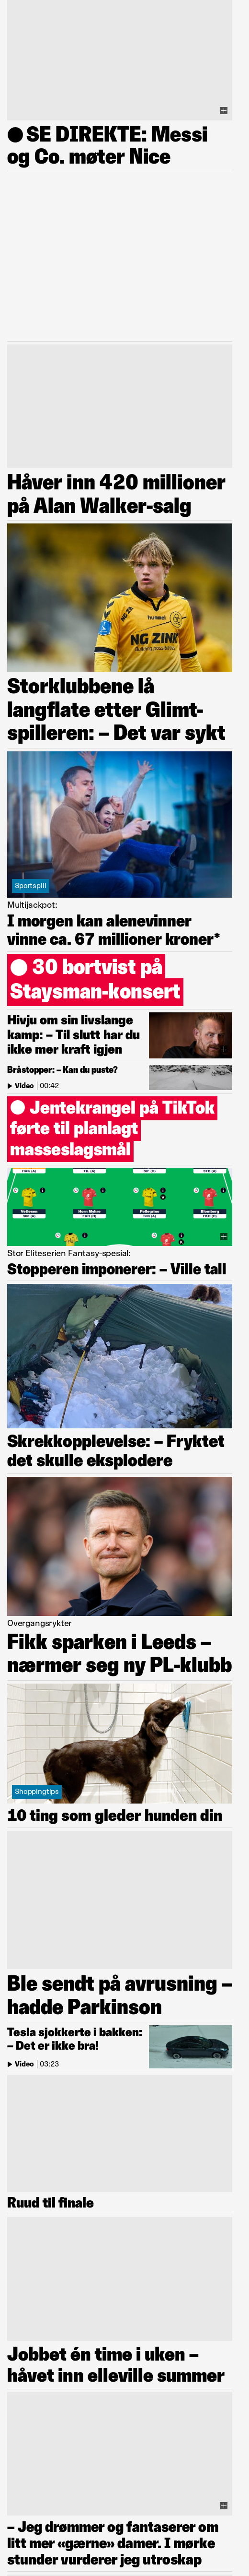 SE DIREKTE: Messi
og Co. møter Nice
Håver inn 420 millioner
på Alan Walker-salg
hummel
NG ZINK
Storklubbene lå
langflate etter Glimt-
spilleren: – Det var sykt
Sportspill
Multijackpot:
I morgen kan alenevinner
vinne ca. 67 millioner kroner*
30 bortvist på
Staysman-konsert
Hivju om sin livslange
kamp: – Til slutt har du
ikke mer kraft igjen
Bråstopper: – Kan du puste?
Video | 00:42
Jentekrangel på TikTok
førte til planlagt
masseslagsmål
Stor Eliteserien Fantasy-spesial:
Stopperen imponerer: – Ville tall
Skrekkopplevelse: – Fryktet
det skulle eksplodere
Overgangsrykter
Fikk sparken i Leeds –
nærmer seg ny PL-klubb
Shoppingtips
10 ting som gleder hunden din
Ble sendt på avrusning –
hadde Parkinson
Tesla sjokkerte i bakken:
– Det er ikke bra!
Video | 03:23
Ruud til finale
Jobbet én time i uken –
håvet inn elleville summer
– Jeg drømmer og fantaserer om
litt mer «gærne» damer. I mørke
stunder vurderer jeg utroskap